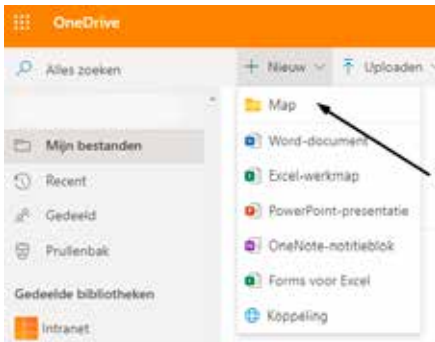 OneDrive
Alles zoeken
Nieuw
Uploaden
Mijn bestanden
Recent
Gedeeld
Prullenbak
Gedeelde bibliotheken
Intranet
Map
Word-document
Excel-werkmap
PowerPoint-presentatie
OneNote-notitieblok
Forms voor Excel
Koppeling